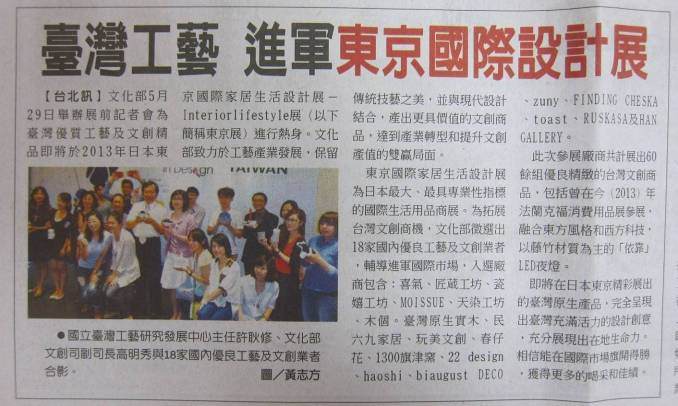 臺灣工藝 進軍東京國際設計展
【台北訊】文化部5月
29日舉辦展前記者會為
臺灣優質工藝及文創精
品即將於2013年日本東
京國際家居生活設計展－
Interiorlifestyle展（以下
簡稱東京展）進行熱身。文化
部致力於工藝產業發展，保留
傳統技藝之美，並與現代設計
結合，產出更具價值的文創商
品，達到產業轉型和提升文創
產值的雙贏局面。
東京國際家居生活設計展
為日本最大、最具專業性指標
的國際生活用品商展。為拓展
台灣文創商機，文化部徵選出
18家國內優良工藝及文創業者
，輔導進軍國際市場，入選廠
商包含：喜氣、匠蔵工坊、瓷
嬉工坊、MOISSUE、天染工坊
、木個。臺灣原生實木、民
六九家居、玩美文創、春仔
花、1300旗津窯、22 design
、haoshi、biaugust DECO
、zuny、FINDING CHESKA
、toast、RUSKASA及HAN
GALLERY。
此次參展廠商共計展出60
餘組優良精緻的台灣文創商
品，包括曾在今（2013）年
法蘭克福消費用品展參展，
融合東方風格和西方科技，
以藤竹材質為主的「依靠」
LED夜燈。
即將在日本東京精彩展出
的臺灣原生產品，完全呈現
出臺灣充滿活力的設計創意
，充分展現出在地生命力。
相信能在國際市場旗開得勝
，獲得更多的喝采和佳績。
in Design
TAIWAN
●國立臺灣工藝研究發展中心主任許耿修、文化部
文創司副司長高明秀與18家國內優良工藝及文創業者
合影。
圖／黃志方